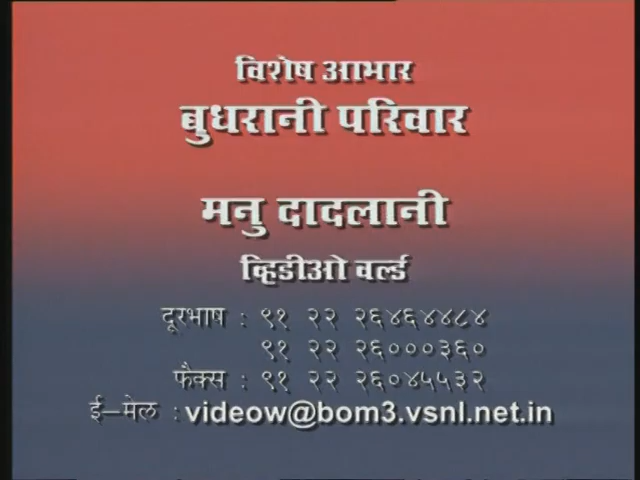 विशेष आभार
बुधरानी परिवार
मनु दादलानी
व्हिडीओ वर्ल्ड
दूरभाष : ९१ २२ २६४६४४८४
९१ २२ २६०००३६०
फैक्स : ९१ २२ २६०४५५३२
ई-मेल : videow@bom3.vsnl.net.in